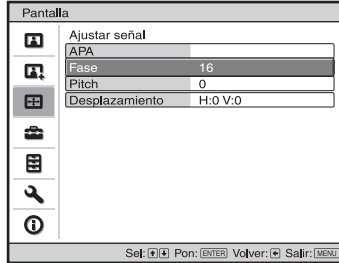 Pantalla
Ajustar señal
APA
Fase 16
Pitch 0
Desplazamiento H:0 V:0
Sel: Pon: ENTER Volver: Salir: MENU